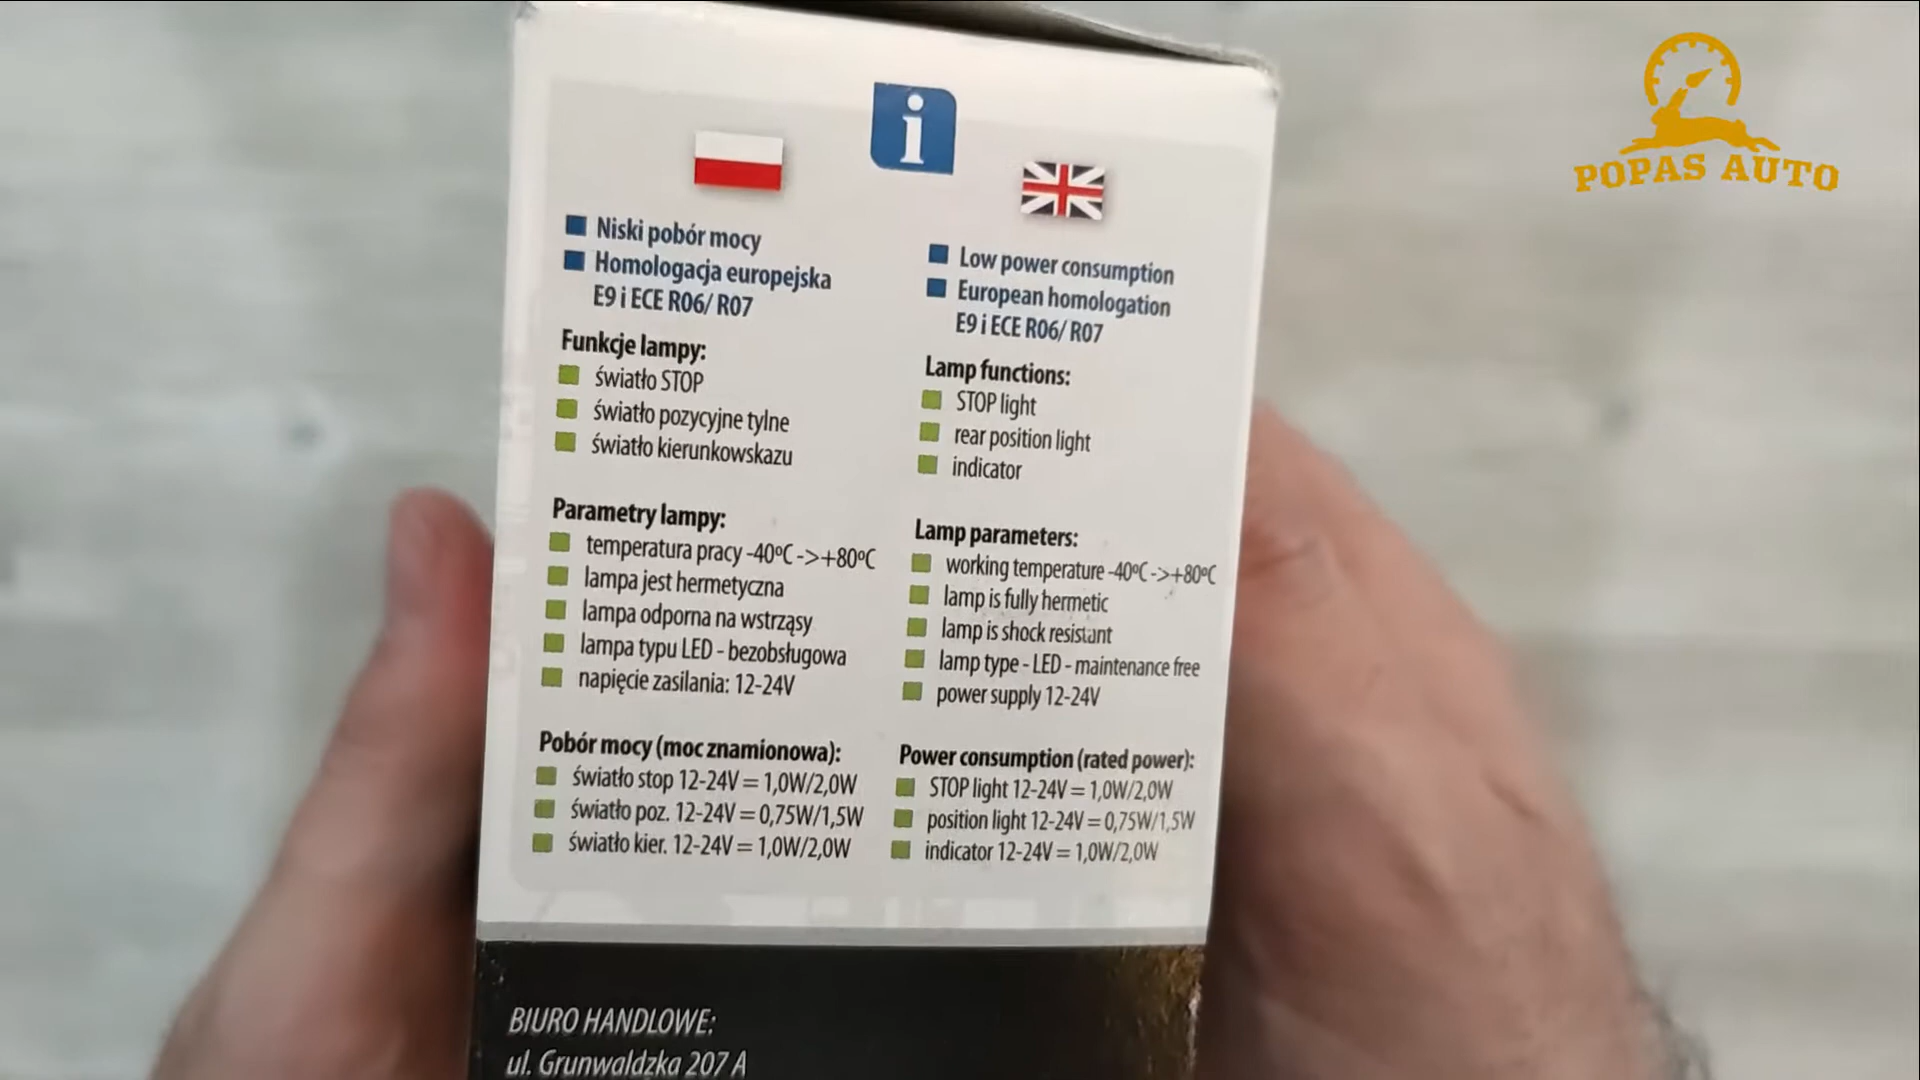 i
Niski pobór mocy
Homologacja europejska
E9 i ECE R06/ R07
Funkcje lampy:
światło STOP
światło pozycyjne tylne
światło kierunkowskazu
Parametry lampy:
temperatura pracy -40ºC ->+80ºC
lampa jest hermetyczna
lampa odporna na wstrząsy
lampa typu LED - bezobsługowa
napięcie zasilania: 12-24V
Pobór mocy (moc znamionowa):
światło stop 12-24V = 1,0W/2,0W
światło poz. 12-24V = 0,75W/1,5W
światło kier. 12-24V = 1,0W/2,0W
Low power consumption
European homologation
E9 i ECE R06/ R07
Lamp functions:
STOP light
rear position light
indicator
Lamp parameters:
working temperature -40ºC ->+80ºC
lamp is fully hermetic
lamp is shock resistant
lamp type - LED - maintenance free
power supply 12-24V
Power consumption (rated power):
STOP light 12-24V = 1,0W/2,0W
position light 12-24V = 0,75W/1,5W
indicator 12-24V = 1,0W/2,0W
BIURO HANDLOWE:
ul. Grunwaldzka 207 A
POPAS AUTO